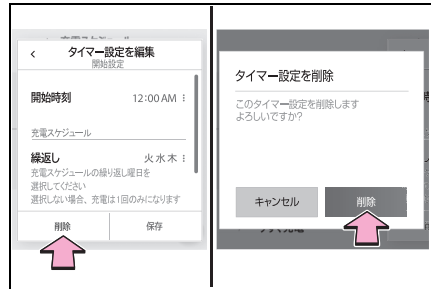 タイマー設定を編集
開始設定
開始時刻 12:00 AM
充電スケジュール
繰返し 火水木
充電スケジュールの繰り返し曜日を
選択してください
選択しない場合、充電は1回のみになります
削除 保存
タイマー設定を削除
このタイマー設定を削除します
よろしいですか?
キャンセル 削除